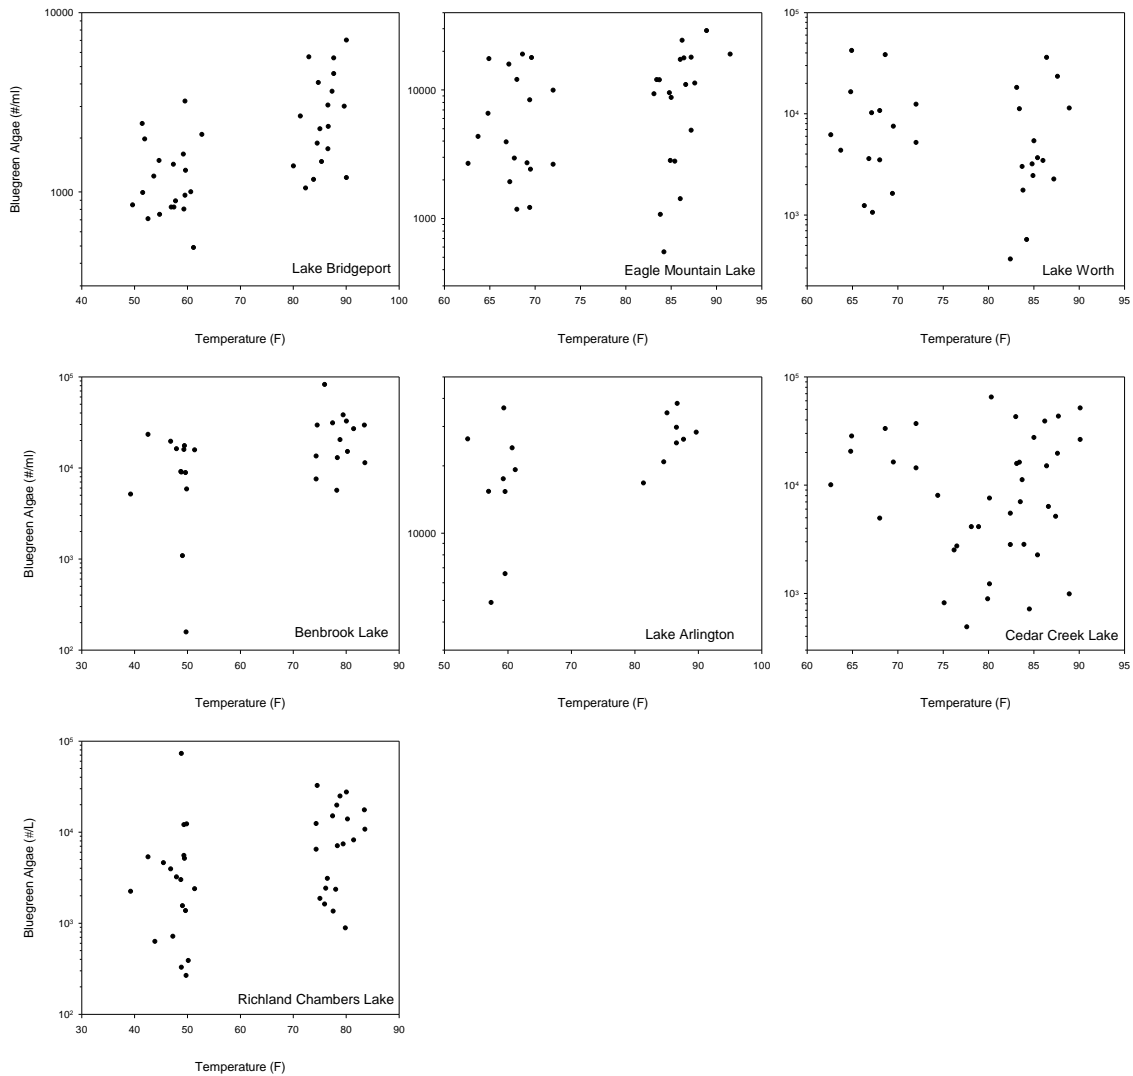 10000
1000
Bluegreen Algae (#/ml)
Lake Bridgeport
40 50 60 70 80 90 100
Temperature (F)
10000
1000
Eagle Mountain Lake
60 65 70 75 80 85 90 95
Temperature (F)
10⁵
10⁴
10³
Lake Worth
60 65 70 75 80 85 90 95
Temperature (F)
10⁵
10⁴
10³
10²
Bluegreen Algae (#/ml)
Benbrook Lake
30 40 50 60 70 80 90
Temperature (F)
10000
Lake Arlington
50 60 70 80 90 100
Temperature (F)
10⁵
10⁴
10³
Cedar Creek Lake
60 65 70 75 80 85 90 95
Temperature (F)
10⁵
10⁴
10³
10²
Bluegreen Algae (#/L)
Richland Chambers Lake
30 40 50 60 70 80 90
Temperature (F)